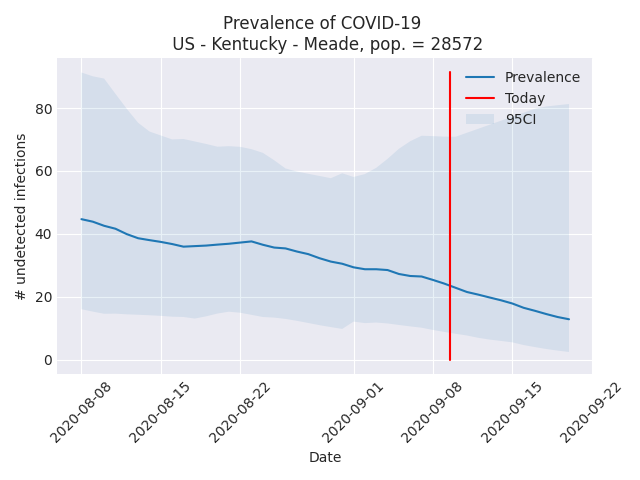 Prevalence of COVID-19
US - Kentucky - Meade, pop. = 28572
Prevalence
Today
95CI
# undetected infections
80
60
40
20
0
2020-08-08
2020-08-15
2020-08-22
2020-09-01
2020-09-08
2020-09-15
2020-09-22
Date